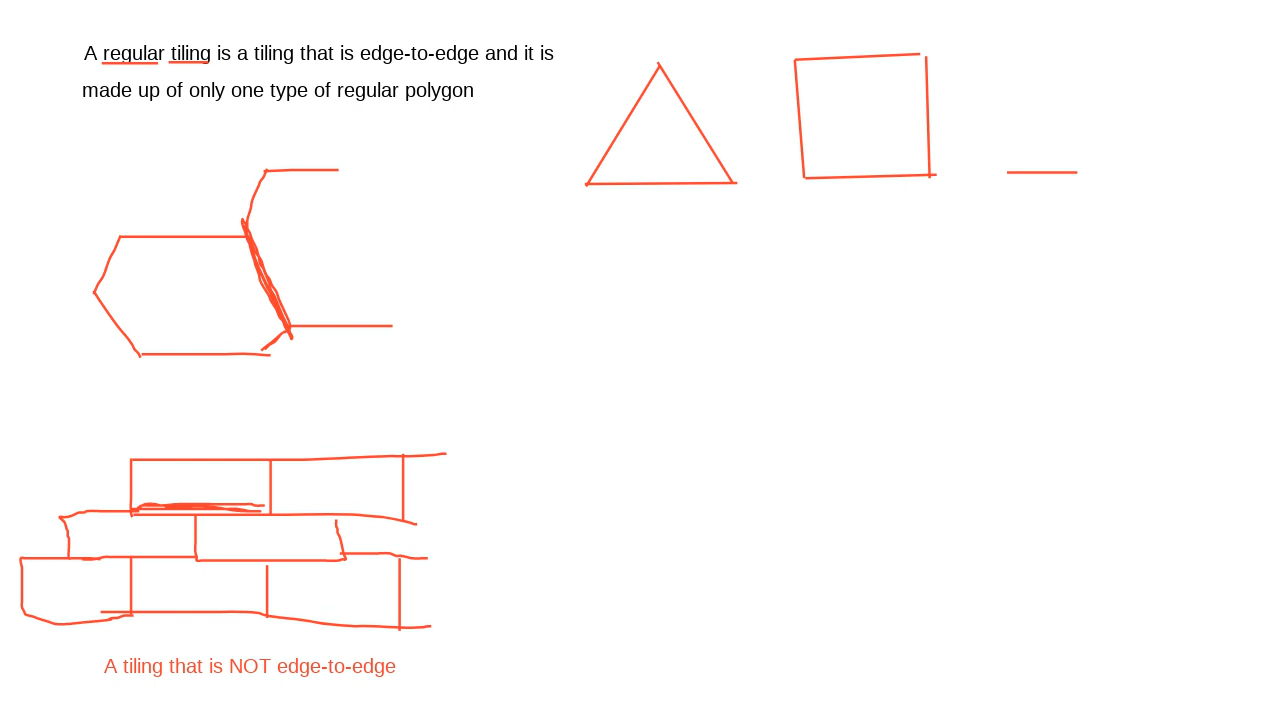 A regular tiling is a tiling that is edge-to-edge and it is
made up of only one type of regular polygon
A tiling that is NOT edge-to-edge